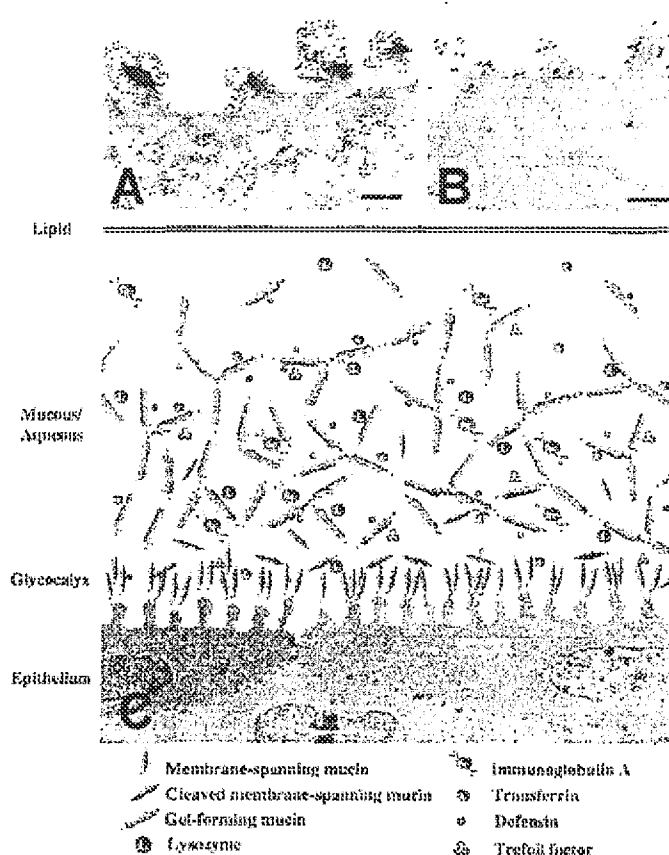 A
B
Lipid
Mucous/
Aqueous
Glycocalyx
Epithelium
C
Membrane-spanning mucin
Cleaved membrane-spanning mucin
Gel-forming mucin
Lysozyme
Immunoglobulin A
Transferrin
Defensin
Trefoil factor